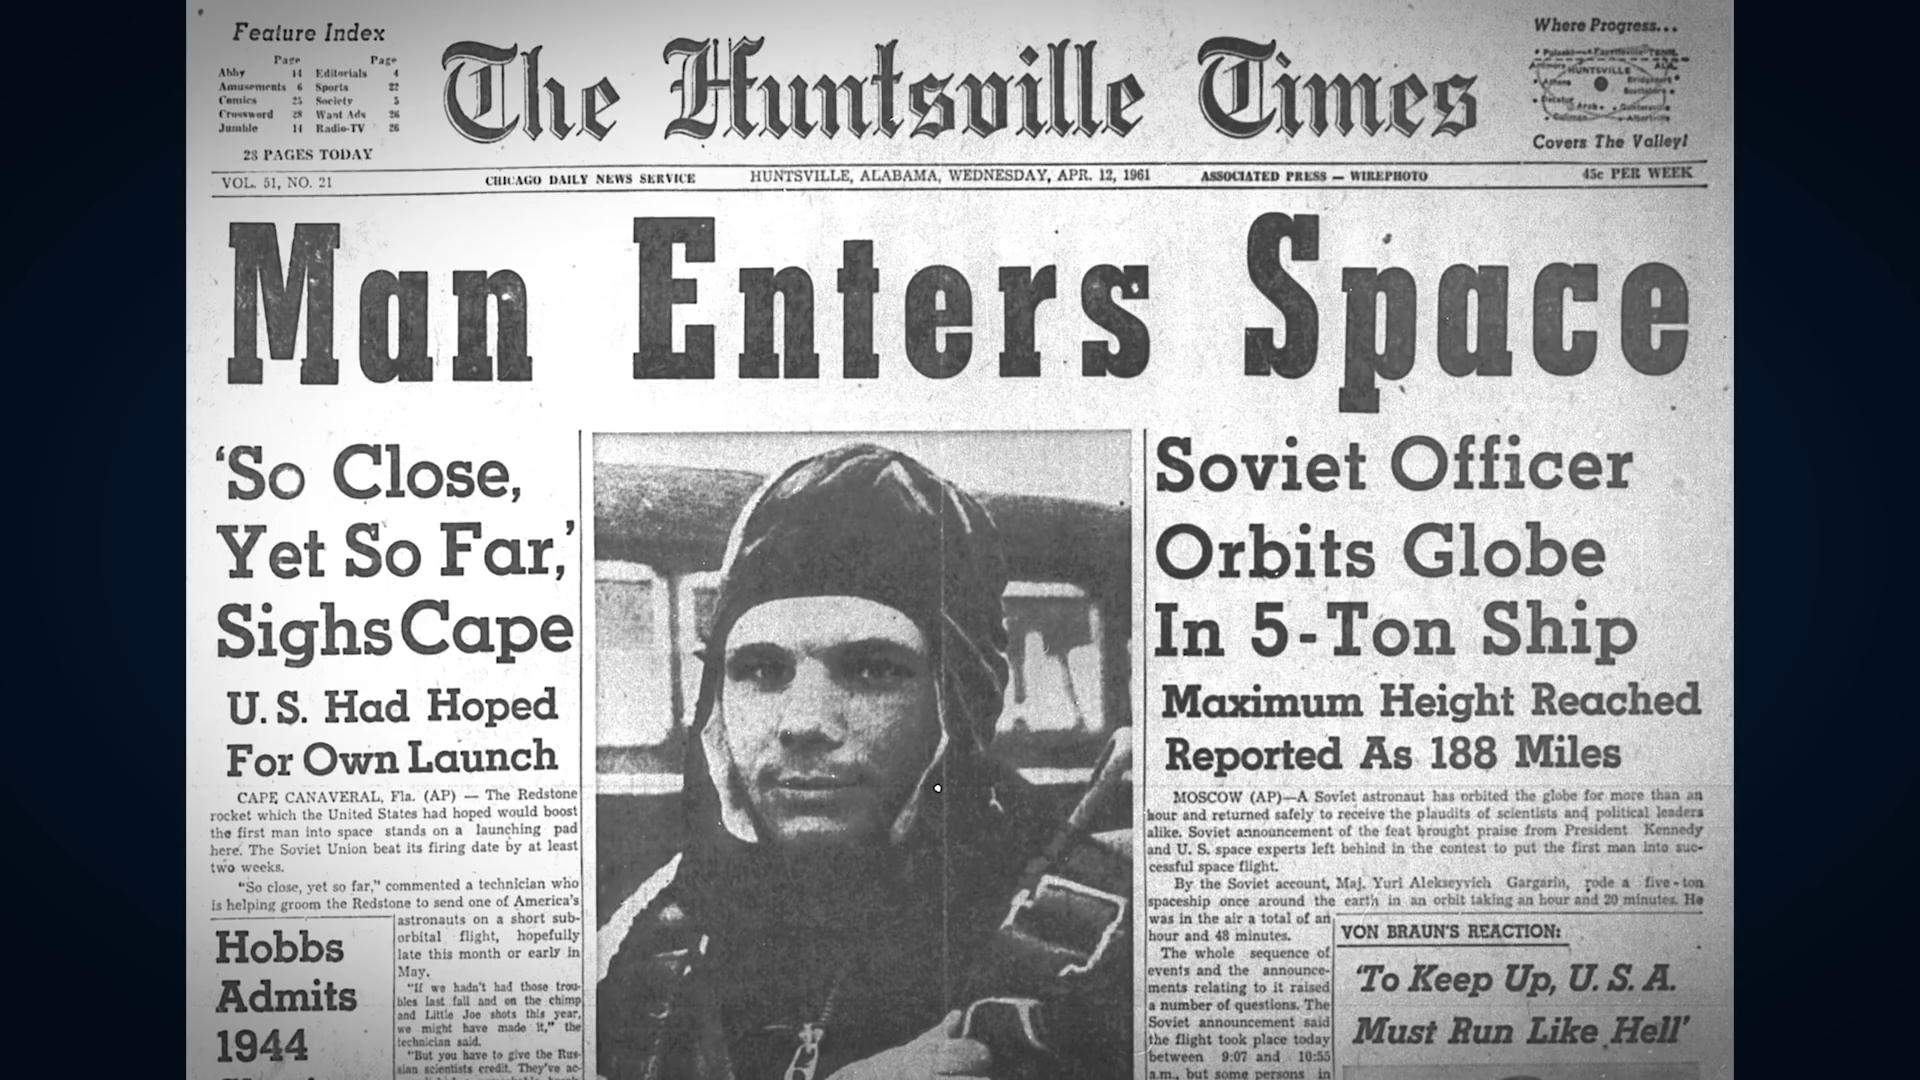 Feature Index
Page Page
Abby 14 Editorials 4
Amusements 6 Sports 22
Comics 25 Society 5
Crossword 28 Want Ads 26
Jumble 14 Radio-TV 26
28 PAGES TODAY
The Huntsville Times
Where Progress...
HUNTSVILLE
Covers The Valley!
VOL. 51, NO. 21
CHICAGO DAILY NEWS SERVICE
HUNTSVILLE, ALABAMA, WEDNESDAY, APR. 12, 1961
ASSOCIATED PRESS — WIREPHOTO
45c PER WEEK
Man Enters Space
‘So Close,
Yet So Far,’
Sighs Cape
U. S. Had Hoped
For Own Launch
CAPE CANAVERAL, Fla. (AP) — The Redstone
rocket which the United States had hoped would boost
the first man into space stands on a launching pad
here. The Soviet Union beat its firing date by at least
two weeks.
“So close, yet so far,” commented a technician who
is helping groom the Redstone to send one of America's
astronauts on a short sub-
orbital flight, hopefully
late this month or early in
May.
“If we hadn't had those trou-
bles last fall and on the chimp
and Little Joe shots this year,
we might have made it,” the
technician said.
“But you have to give the Rus-
sian scientists credit. They've ac-
Hobbs
Admits
1944
Soviet Officer
Orbits Globe
In 5-Ton Ship
Maximum Height Reached
Reported As 188 Miles
MOSCOW (AP)—A Soviet astronaut has orbited the globe for more than an
hour and returned safely to receive the plaudits of scientists and political leaders
alike. Soviet announcement of the feat brought praise from President Kennedy
and U. S. space experts left behind in the contest to put the first man into suc-
cessful space flight.
By the Soviet account, Maj. Yuri Alekseyvich Gargarin, rode a five-ton
spaceship once around the earth in an orbit taking an hour and 20 minutes. He
was in the air a total of an
hour and 48 minutes.
The whole sequence of
events and the announce-
ments relating to it raised
a number of questions. The
Soviet announcement said
the flight took place today
between 9:07 and 10:55
a.m., but some persons in
VON BRAUN'S REACTION:
‘To Keep Up, U. S. A.
Must Run Like Hell’